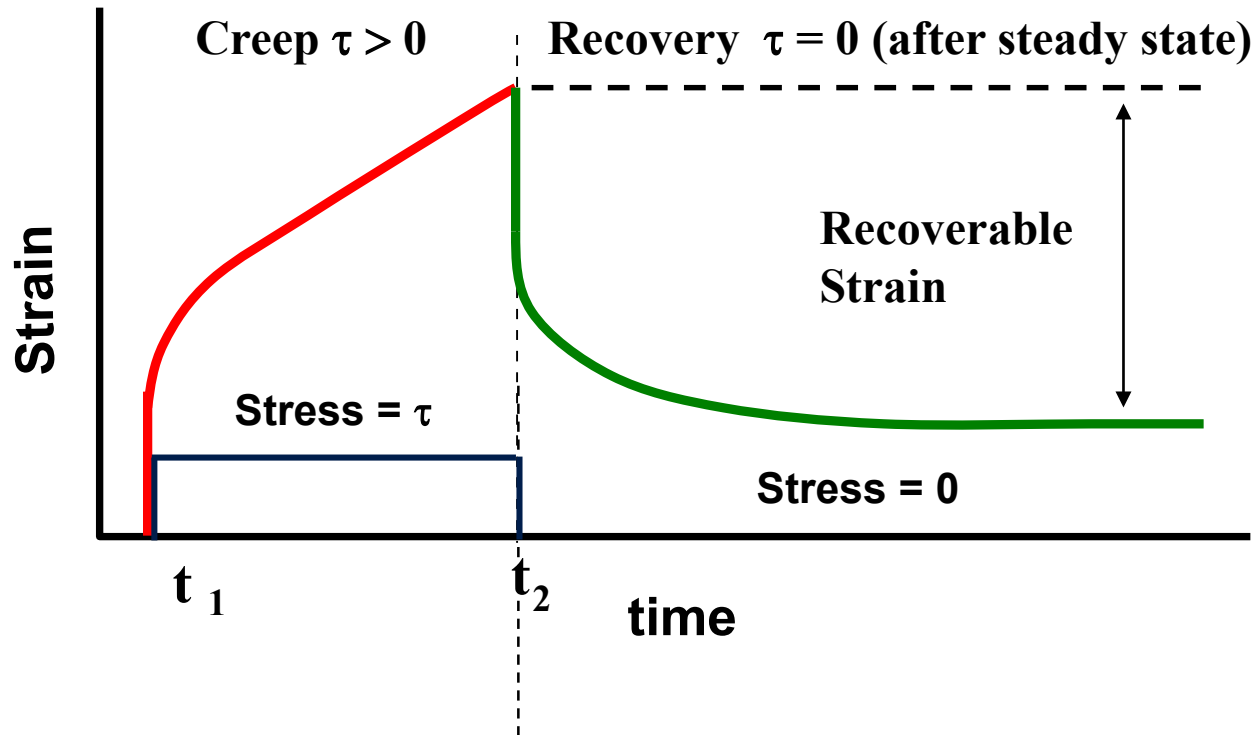 Creep τ > 0
Recovery τ = 0 (after steady state)
Recoverable
Strain
Strain
Stress = τ
Stress = 0
t 1
t2
time